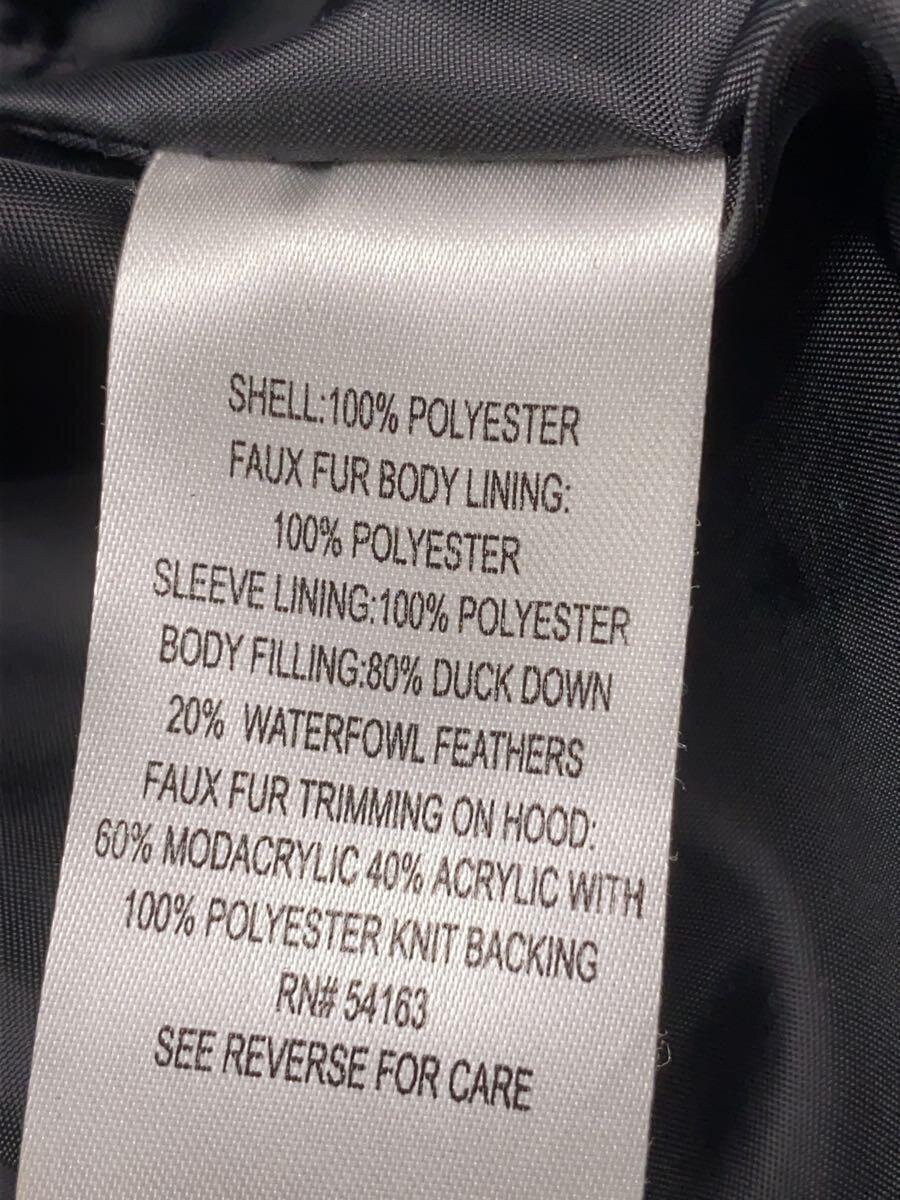 SHELL:100% POLYESTER
FAUX FUR BODY LINING:
100% POLYESTER
SLEEVE LINING:100% POLYESTER
BODY FILLING:80% DUCK DOWN
20% WATERFOWL FEATHERS
FAUX FUR TRIMMING ON HOOD:
60% MODACRYLIC 40% ACRYLIC WITH
100% POLYESTER KNIT BACKING
RN# 54163
SEE REVERSE FOR CARE